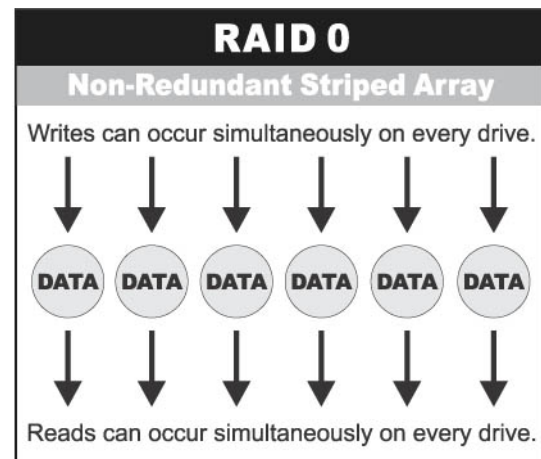 RAID 0
Non-Redundant Striped Array
Writes can occur simultaneously on every drive.
DATA DATA DATA DATA DATA DATA
Reads can occur simultaneously on every drive.